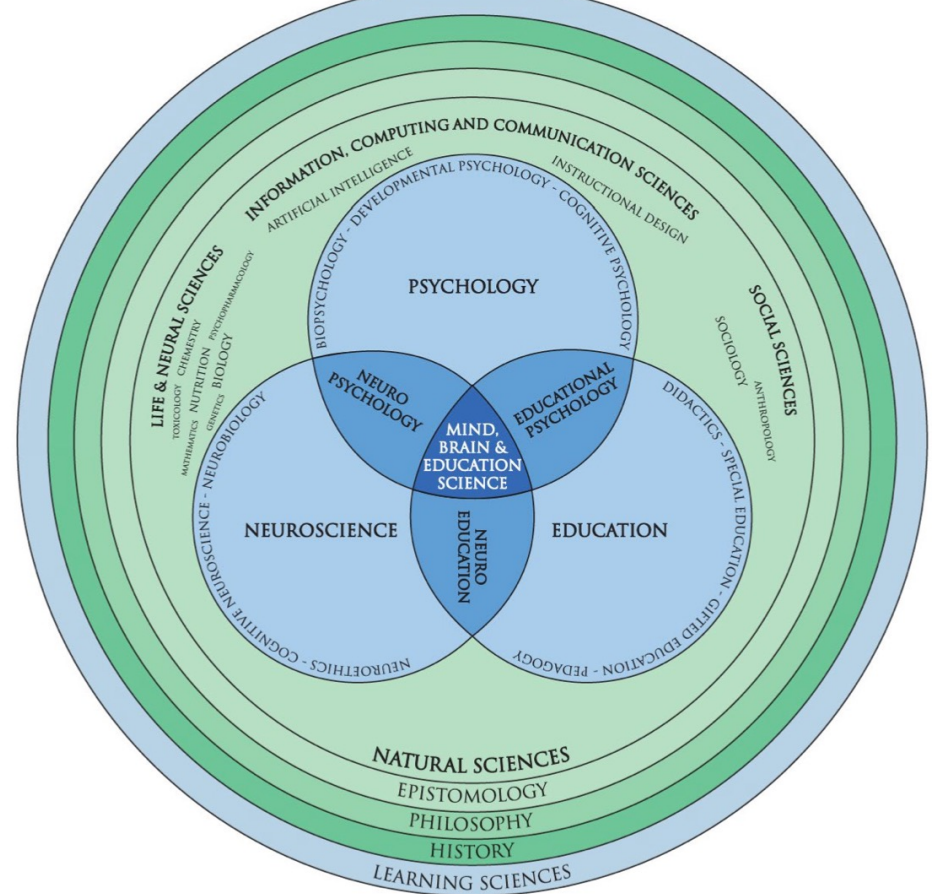 INFORMATION, COMPUTING AND COMMUNICATION SCIENCES
ARTIFICIAL INTELLIGENCE
INSTRUCTIONAL DESIGN
BIOPSYCHOLOGY - DEVELOPMENTAL PSYCHOLOGY - COGNITIVE PSYCHOLOGY
PSYCHOLOGY
LIFE & NEURAL SCIENCES
TOXICOLOGY
CHEMISTRY
PSYCHOPHARMACOLOGY
MATHEMATICS
NUTRITION
GENETICS
BIOLOGY
SOCIAL SCIENCES
SOCIOLOGY
ANTHROPOLOGY
NEURO
PSYCHOLOGY
EDUCATIONAL
PSYCHOLOGY
MIND,
BRAIN &
EDUCATION
SCIENCE
NEUROETHICS - COGNITIVE NEUROSCIENCE - NEUROBIOLOGY
NEUROSCIENCE
NEURO
EDUCATION
EDUCATION
DIDACTICS - SPECIAL EDUCATION - GIFTED EDUCATION - PEDAGOGY
NATURAL SCIENCES
EPISTOMOLOGY
PHILOSOPHY
HISTORY
LEARNING SCIENCES